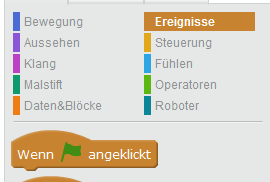 Bewegung Ereignisse
Aussehen Steuerung
Klang Fühlen
Malstift Operatoren
Daten&Blöcke Roboter
Wenn angeklickt